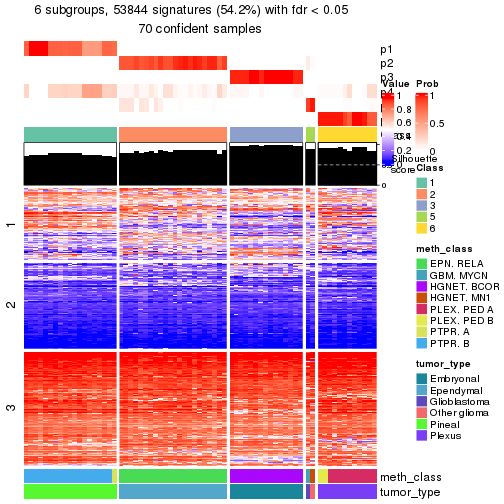 6 subgroups, 53844 signatures (54.2%) with fdr < 0.05
70 confident samples
p1
p2
p3
p4
Value
1
0.8
0.4
0.2
0
Prob
1
0.5
0
Silhouette
score
1
0
Class
1
2
3
5
6
1
2
3
meth_class
EPN. RELA
GBM. MYCN
HGNET. BCOR
HGNET. MN1
PLEX. PED A
PLEX. PED B
PTPR. A
PTPR. B
tumor_type
Embryonal
Ependymal
Glioblastoma
Other glioma
Pineal
Plexus
meth_class
tumor_type